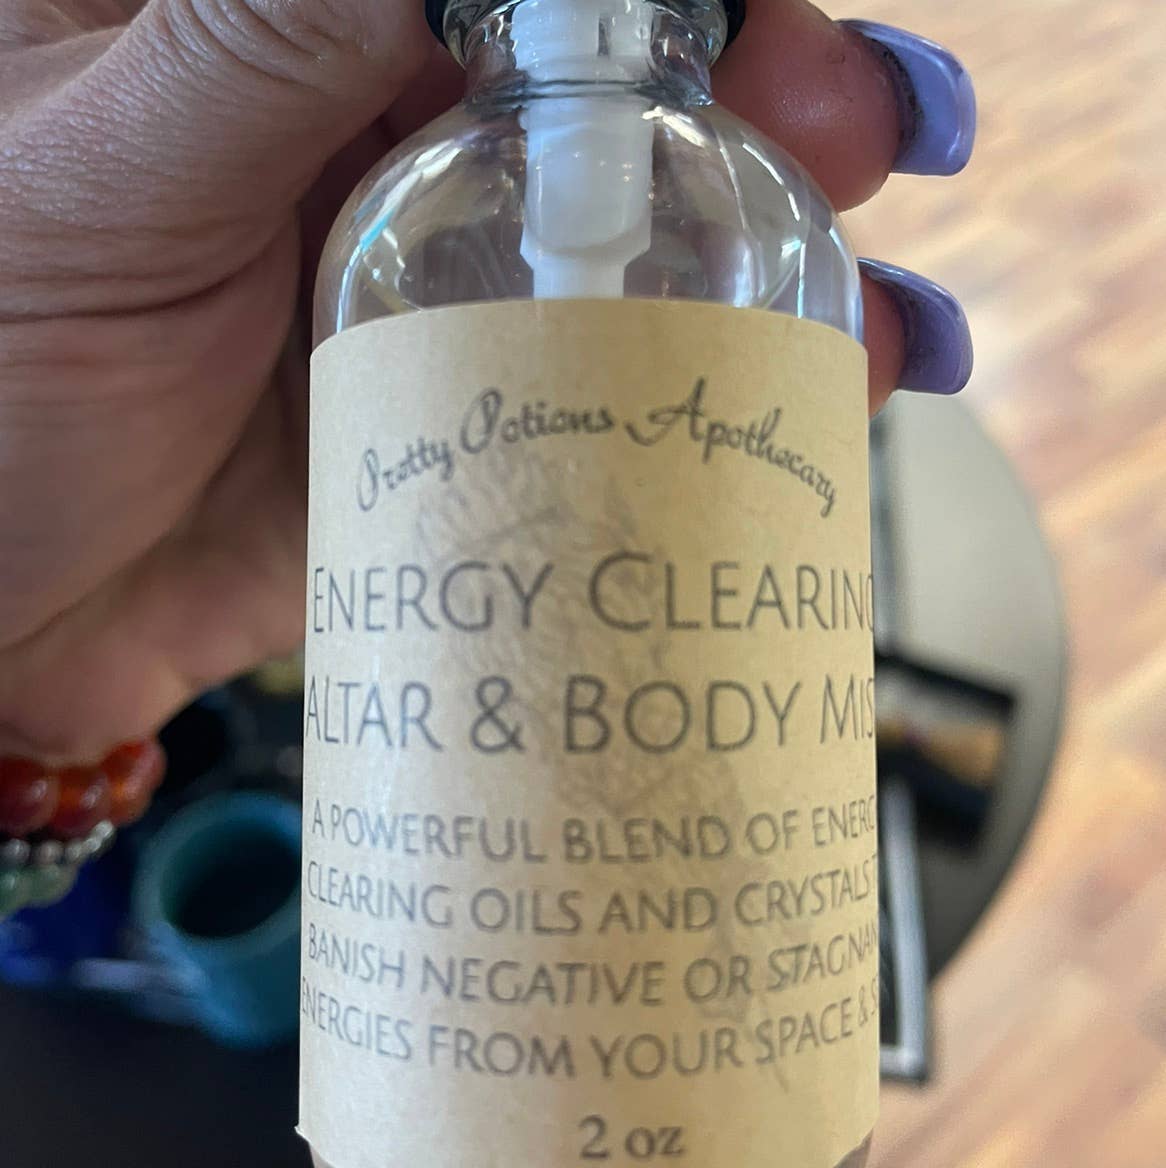 Pretty Potions Apothecary
ENERGY CLEARING
ALTAR & BODY MIS
A POWERFUL BLEND OF ENERG
CLEARING OILS AND CRYSTALS T
BANISH NEGATIVE OR STAGNAN
ENERGIES FROM YOUR SPACE & S
2 oz